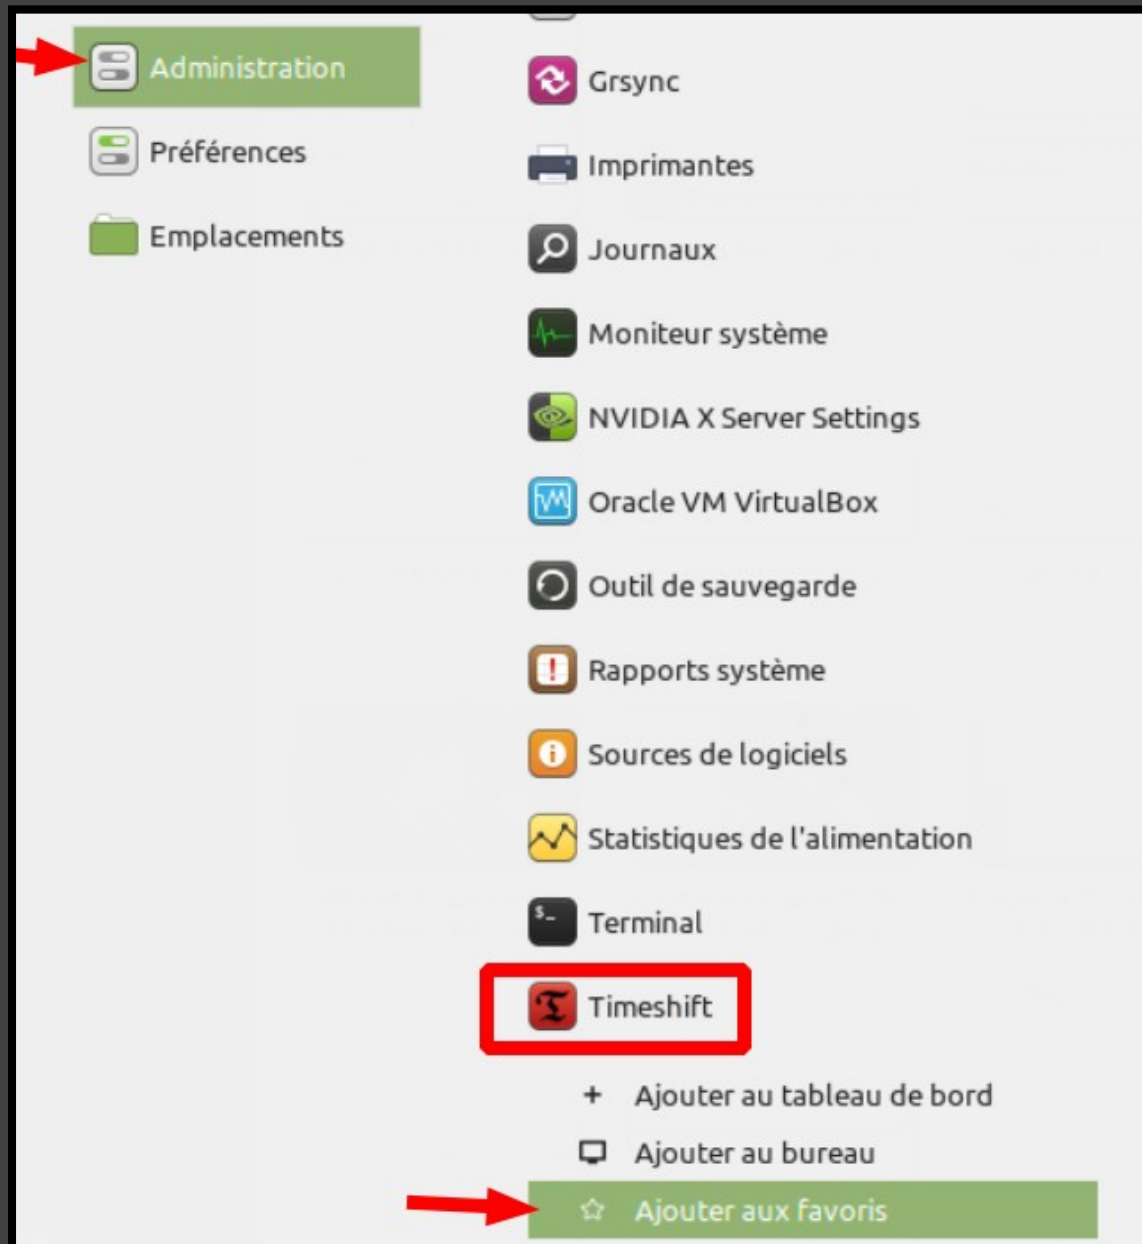 Administration
Préférences
Emplacements
Grsync
Imprimantes
Journaux
Moniteur système
NVIDIA X Server Settings
Oracle VM VirtualBox
Outil de sauvegarde
Rapports système
Sources de logiciels
Statistiques de l'alimentation
Terminal
Timeshift
+ Ajouter au tableau de bord
Ajouter au bureau
Ajouter aux favoris